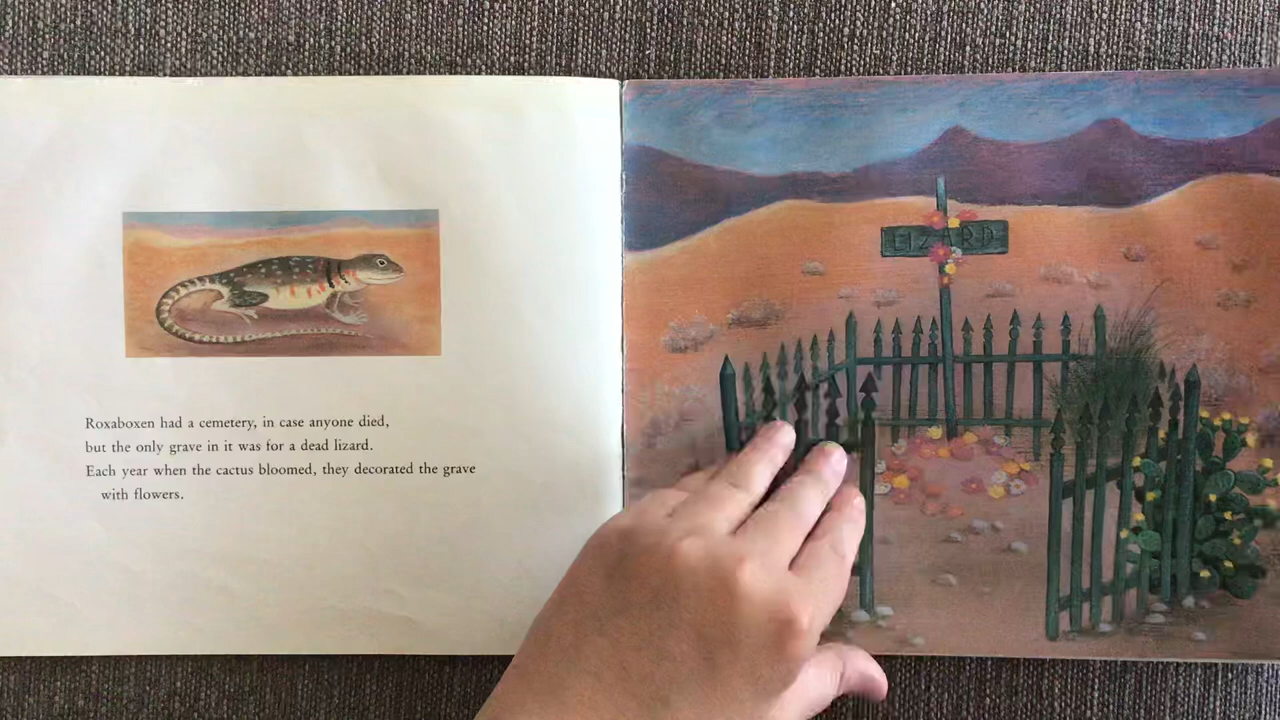 LIZARD
Roxaboxen had a cemetery, in case anyone died,
but the only grave in it was for a dead lizard.
Each year when the cactus bloomed, they decorated the grave
with flowers.